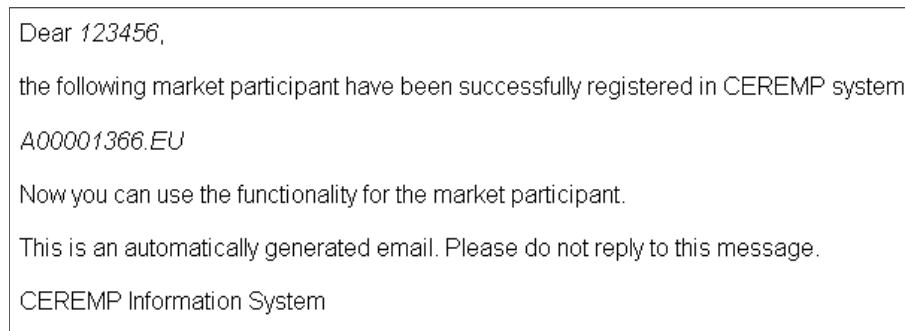 Dear 123456,
the following market participant have been successfully registered in CEREMP system
A00001366.EU
Now you can use the functionality for the market participant.
This is an automatically generated email. Please do not reply to this message.
CEREMP Information System